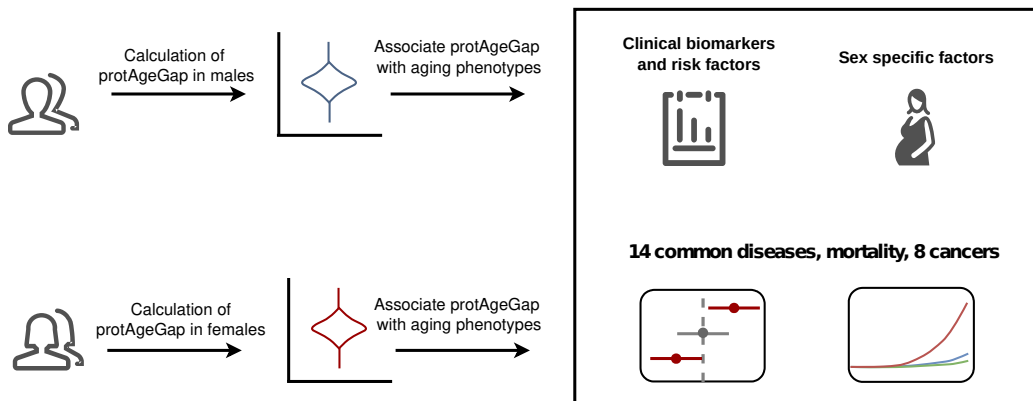 Calculation of
protAgeGap in males
Associate protAgeGap
with aging phenotypes
Clinical biomarkers
and risk factors
Sex specific factors
Calculation of
protAgeGap in females
Associate protAgeGap
with aging phenotypes
14 common diseases, mortality, 8 cancers